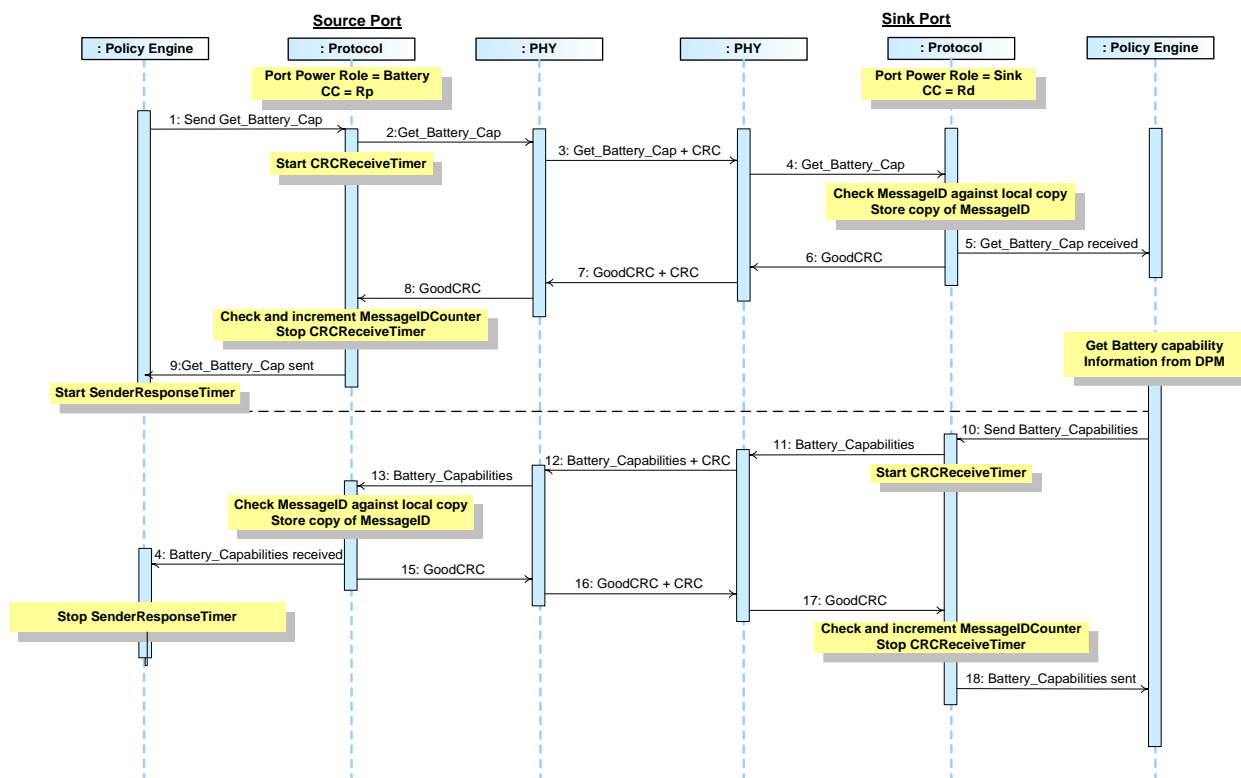 Source Port
Sink Port
: Policy Engine
: Protocol
: PHY
: PHY
: Protocol
: Policy Engine
Port Power Role = Battery
CC = Rp
Port Power Role = Sink
CC = Rd
1: Send Get_Battery_Cap
2:Get_Battery_Cap
Start CRCReceiveTimer
3: Get_Battery_Cap + CRC
4: Get_Battery_Cap
Check MessageID against local copy
Store copy of MessageID
5: Get_Battery_Cap received
6: GoodCRC
7: GoodCRC + CRC
8: GoodCRC
Check and increment MessageIDCounter
Stop CRCReceiveTimer
9:Get_Battery_Cap sent
Start SenderResponseTimer
Get Battery capability
Information from DPM
10: Send Battery_Capabilities
11: Battery_Capabilities
Start CRCReceiveTimer
12: Battery_Capabilities + CRC
13: Battery_Capabilities
Check MessageID against local copy
Store copy of MessageID
4: Battery_Capabilities received
15: GoodCRC
16: GoodCRC + CRC
17: GoodCRC
Stop SenderResponseTimer
Check and increment MessageIDCounter
Stop CRCReceiveTimer
18: Battery_Capabilities sent